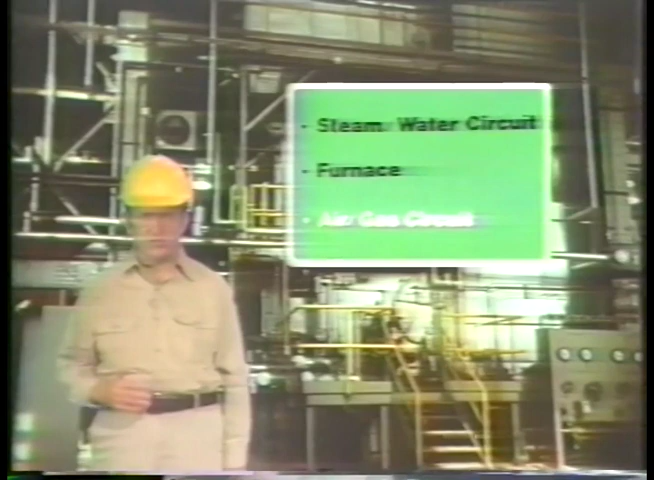 · Steam/Water Circuit
· Furnace
· Air/Gas Circuit